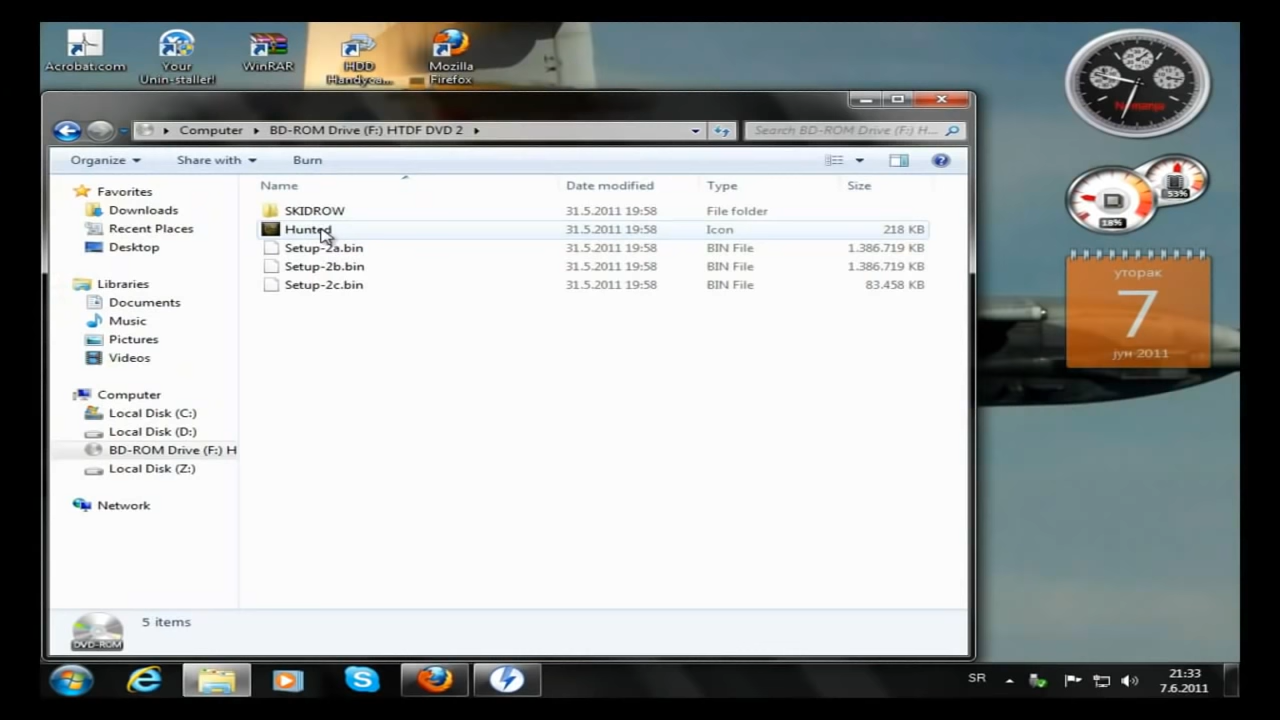 Acrobat.com
Your Unin-staller!
WinRAR
HDD Handyca...
Mozilla Firefox
Computer BD-ROM Drive (F:) HTDF DVD 2
Search BD-ROM Drive (F:) H...
Organize Share with Burn
Name Date modified Type Size
SKIDROW 31.5.2011 19:58 File folder
Hunted 31.5.2011 19:58 Icon 218 KB
Setup-2a.bin 31.5.2011 19:58 BIN File 1.386.719 KB
Setup-2b.bin 31.5.2011 19:58 BIN File 1.386.719 KB
Setup-2c.bin 31.5.2011 19:58 BIN File 83.458 KB
Favorites
Downloads
Recent Places
Desktop
Libraries
Documents
Music
Pictures
Videos
Computer
Local Disk (C:)
Local Disk (D:)
BD-ROM Drive (F:) H
Local Disk (Z:)
Network
5 items
DVD-ROM
Nemanja
53%
18%
уторак
7
јун 2011
SR
21:33
7.6.2011